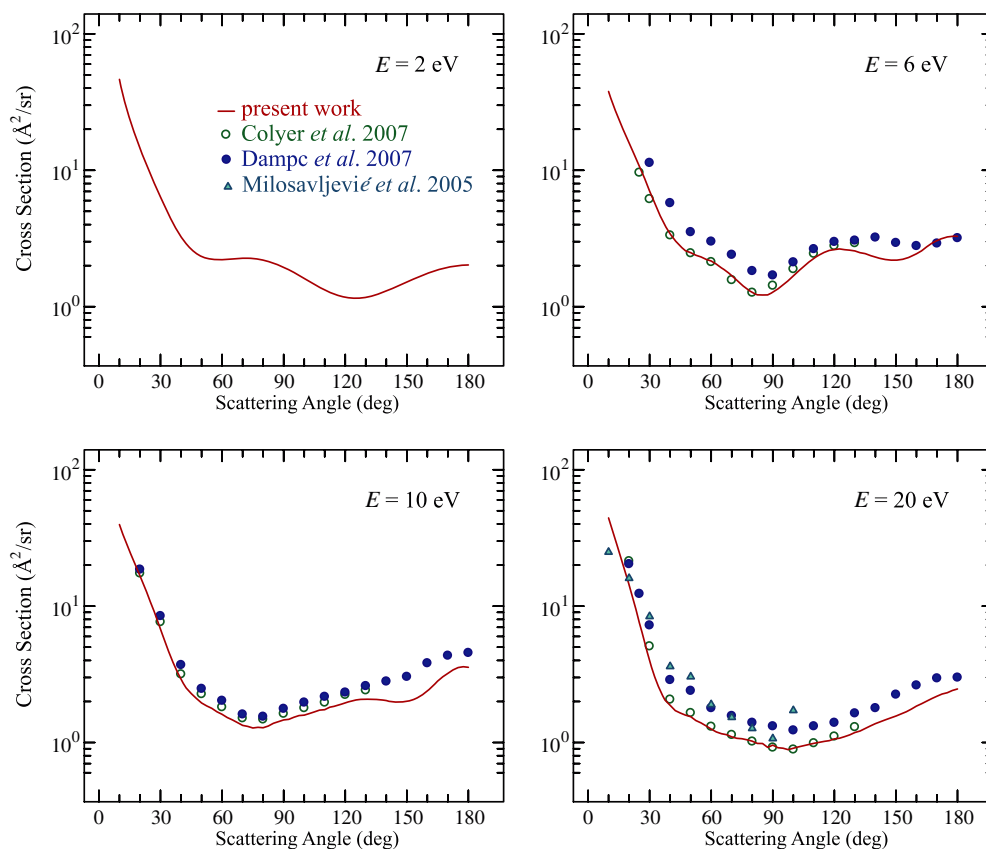 10²
10¹
10⁰
Cross Section (Å²/sr)
E = 2 eV
present work
Colyer et al. 2007
Dampc et al. 2007
Milosavljevié et al. 2005
0 30 60 90 120 150 180
Scattering Angle (deg)
10²
10¹
10⁰
E = 6 eV
0 30 60 90 120 150 180
Scattering Angle (deg)
10²
10¹
10⁰
Cross Section (Å²/sr)
E = 10 eV
0 30 60 90 120 150 180
Scattering Angle (deg)
10²
10¹
10⁰
E = 20 eV
0 30 60 90 120 150 180
Scattering Angle (deg)